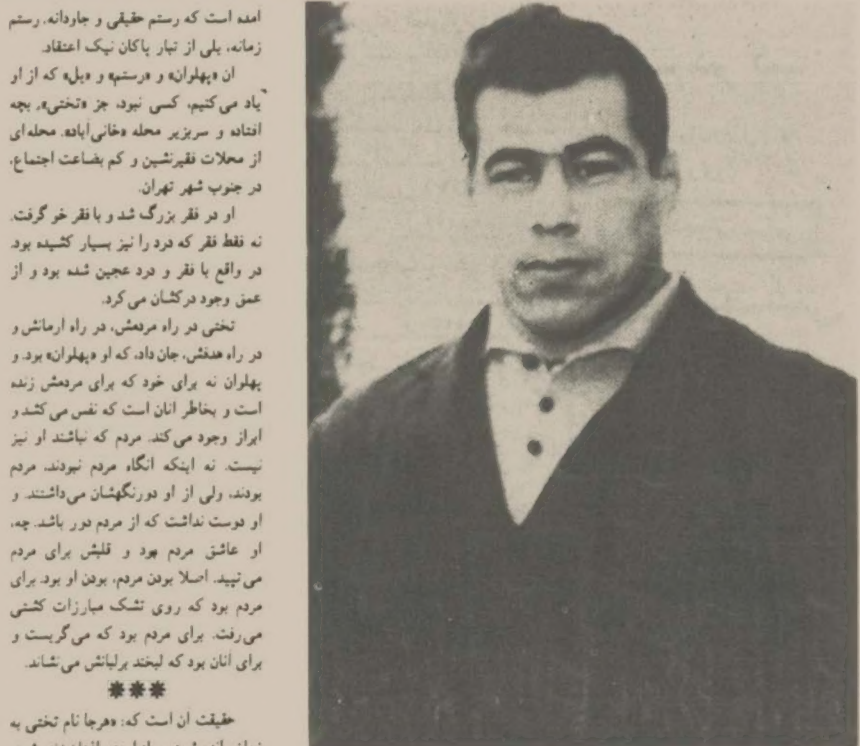 آمده است که رستم حقیقی و جاودانه، رستم
زمانه، یلی از تبار پاکان نیک اعتقاد.
آن «پهلوان» و «رستم» و «یل» که از او
یاد می‌کنیم، کسی نبود، جز «تختی»، بچه
افتاده و سربزیر محله «خانی‌آباد». محله‌ای
از محلات فقیرنشین و کم بضاعت اجتماع،
در جنوب شهر تهران.
او در فقر بزرگ شد و با فقر خو گرفت.
نه فقط فقر که درد را نیز بسیار کشیده بود.
در واقع با فقر و درد عجین شده بود و از
عمق وجود درکشان می‌کرد.
تختی در راه مردمش، در راه آرمانش و
در راه هدفش، جان داد، که او «پهلوان» بود. و
پهلوان نه برای خود که برای مردمش زنده
است و بخاطر آنان است که نفس می‌کشد و
ابراز وجود می‌کند. مردم که نباشند او نیز
نیست. نه اینکه آنگاه مردم نبودند، مردم
بودند، ولی از او دورنگهشان می‌داشتند. و
او دوست نداشت که از مردم دور باشد. چه،
او عاشق مردم بود و قلبش برای مردم
می‌تپید. اصلا بودن مردم، بودن او بود. برای
مردم بود که روی تشک مبارزات کشتی
می‌رفت. برای مردم بود که می‌گریست و
برای آنان بود که لبخند برلبانش می‌نشاند.
***
حقیقت آن است که: «هرجا نام تختی به